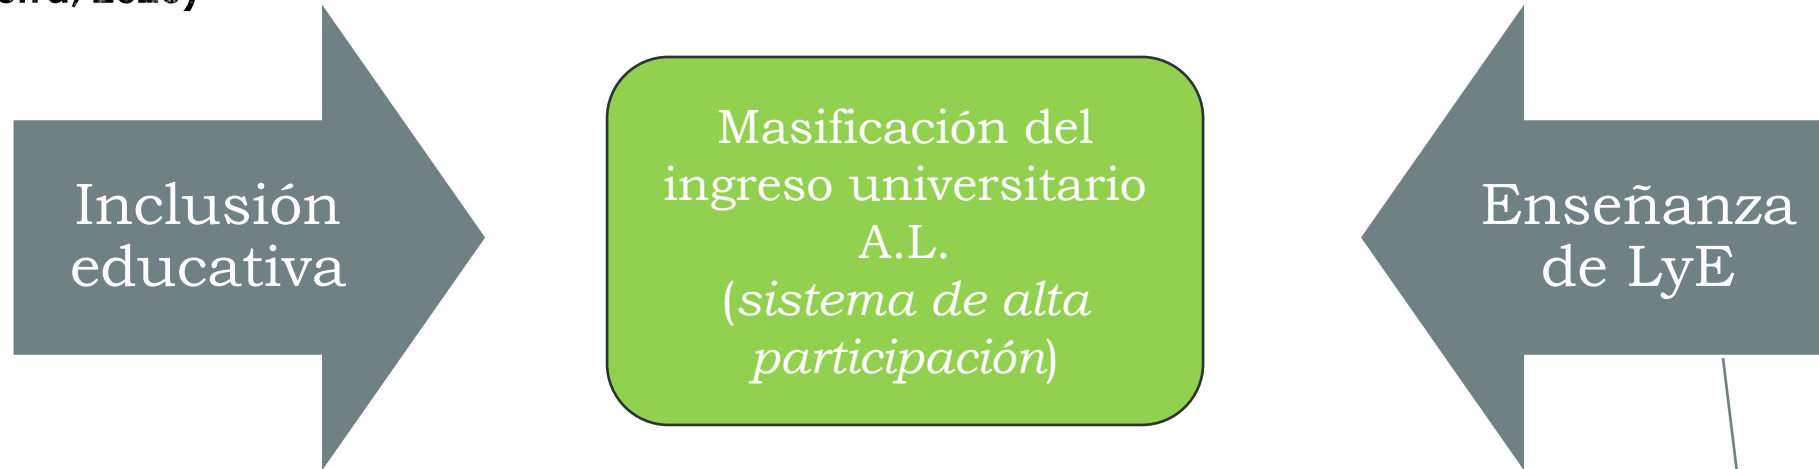 Inclusión
educativa
Masificación del
ingreso universitario
A.L.
(sistema de alta
participación)
Enseñanza
de LyE